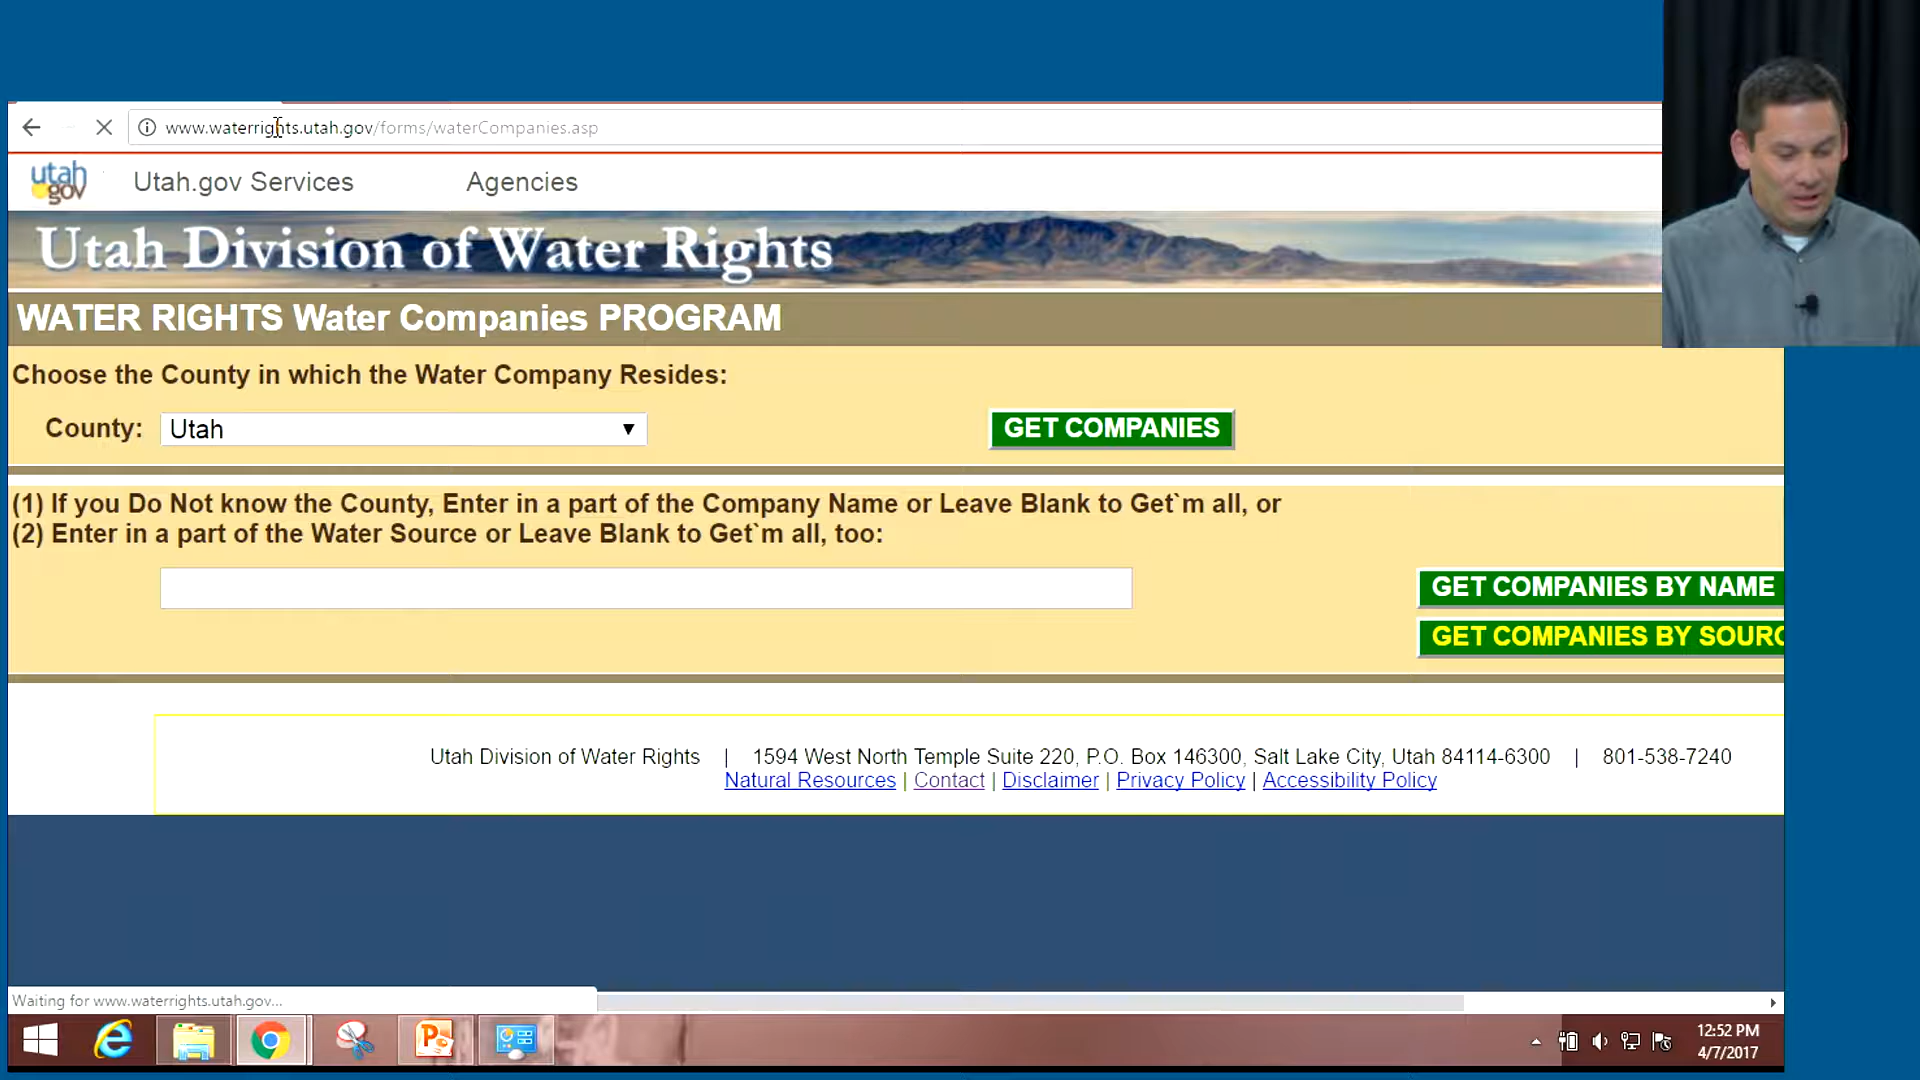 www.waterrights.utah.gov/forms/waterCompanies.asp
utah gov
Utah.gov Services Agencies
Utah Division of Water Rights
WATER RIGHTS Water Companies PROGRAM
Choose the County in which the Water Company Resides:
County: Utah GET COMPANIES
(1) If you Do Not know the County, Enter in a part of the Company Name or Leave Blank to Get`m all, or
(2) Enter in a part of the Water Source or Leave Blank to Get`m all, too:
GET COMPANIES BY NAME
GET COMPANIES BY SOURC
Utah Division of Water Rights | 1594 West North Temple Suite 220, P.O. Box 146300, Salt Lake City, Utah 84114-6300 | 801-538-7240
Natural Resources | Contact | Disclaimer | Privacy Policy | Accessibility Policy
Waiting for www.waterrights.utah.gov...
12:52 PM
4/7/2017